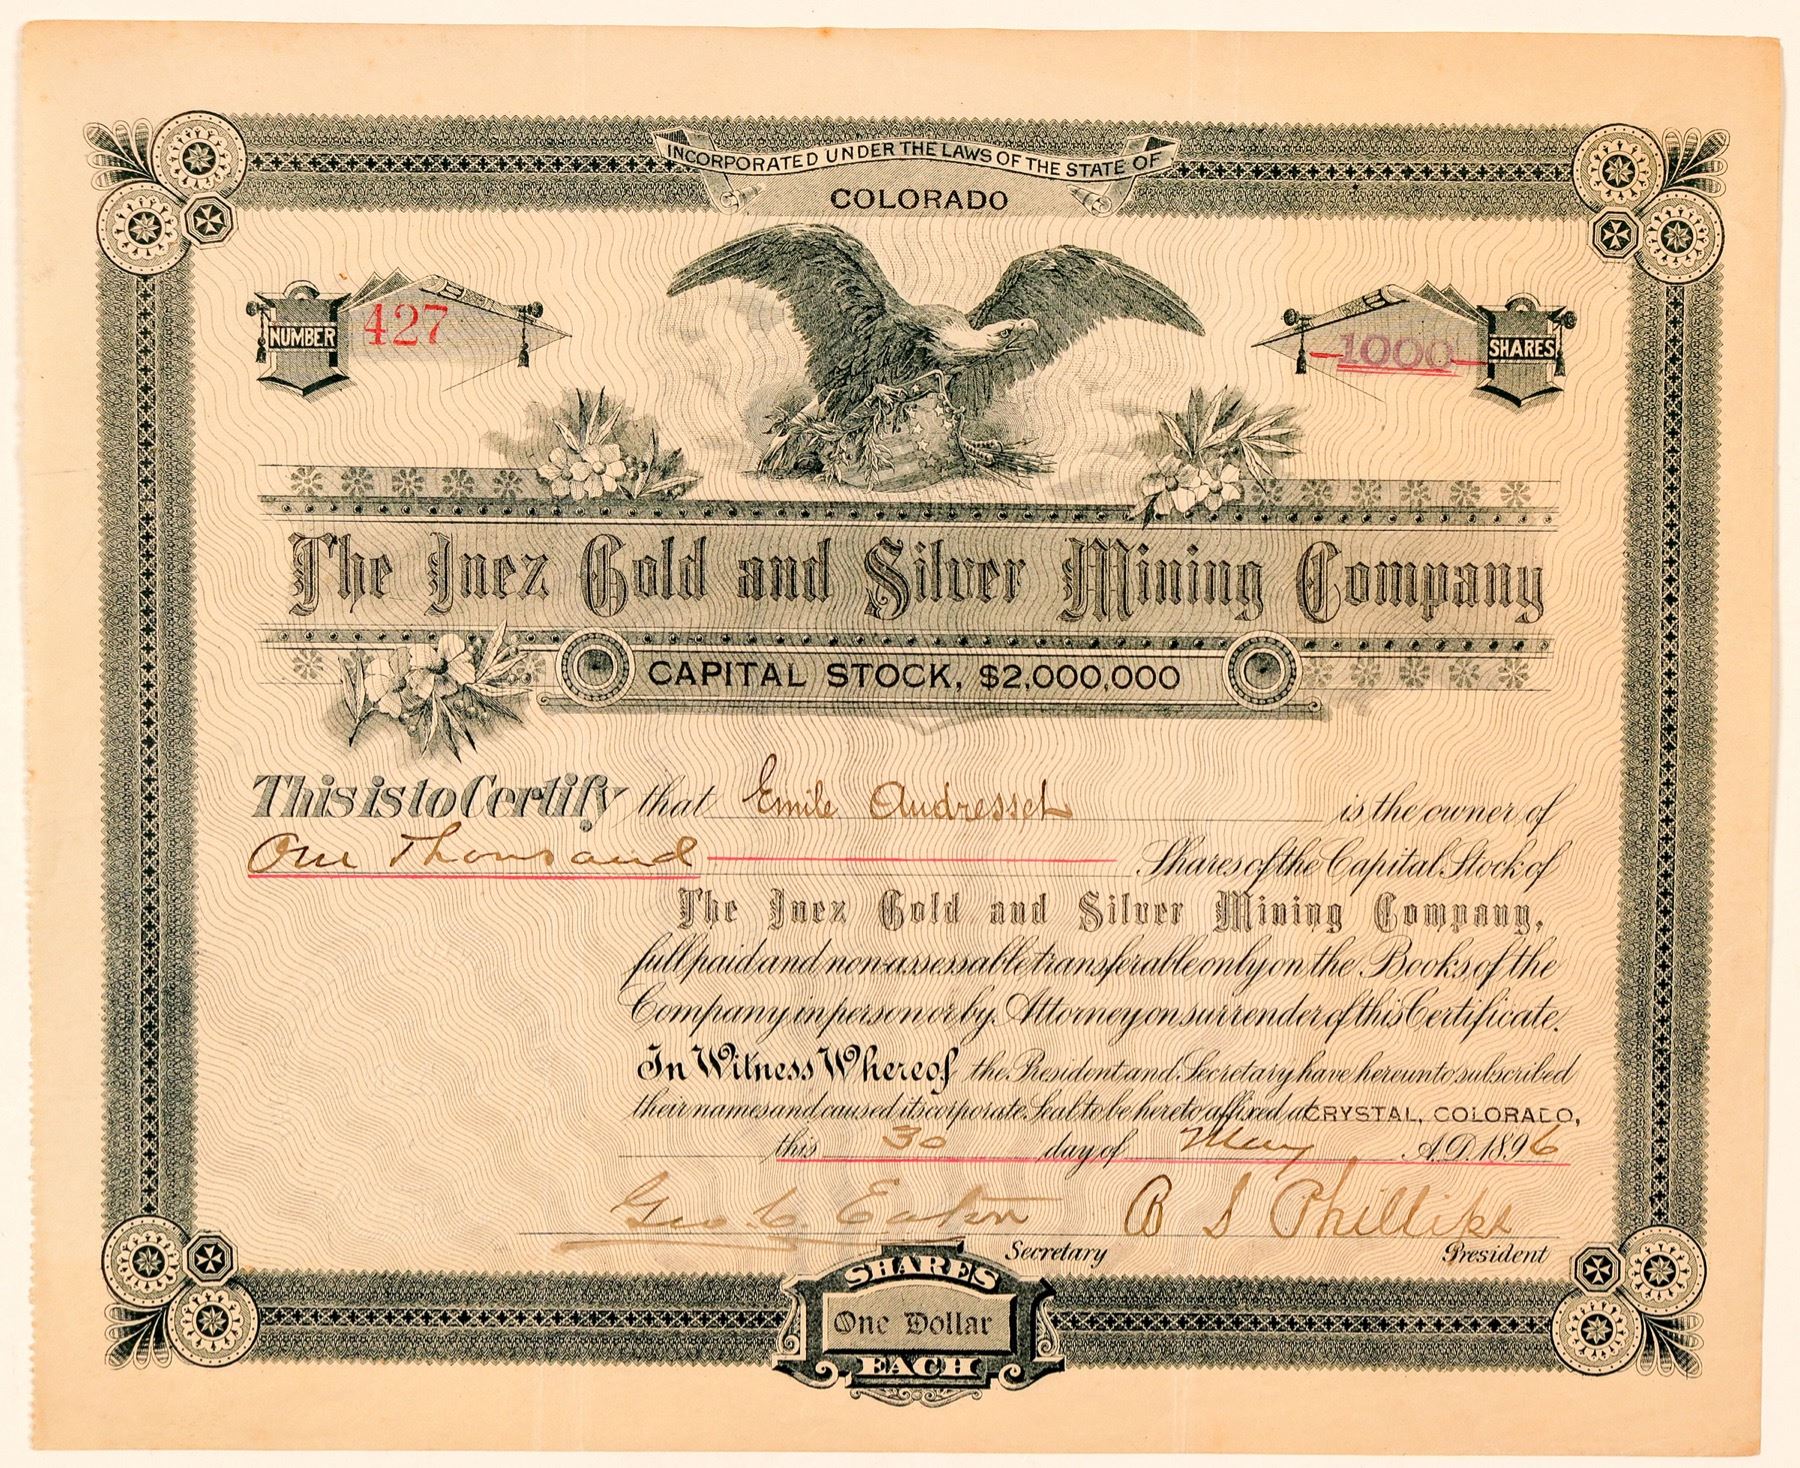 INCORPORATED UNDER THE LAWS OF THE STATE OF
COLORADO
NUMBER 427
1000 SHARES
The Inez Gold and Silver Mining Company
CAPITAL STOCK, $2,000,000
This is to Certify that Emile Audresset is the owner of
One Thousand Shares of the Capital Stock of
The Inez Gold and Silver Mining Company,
full paid and non-assessable transferable only on the Books of the
Company in person or by Attorney on surrender of this Certificate.
In Witness Whereof the President and Secretary have hereunto subscribed
their names and caused its corporate Seal to be hereto affixed at CRYSTAL, COLORADO,
this 30 day of May A.D. 1896
Geo C. Eaton B S Phillips
Secretary President
SHARES
One Dollar
EACH